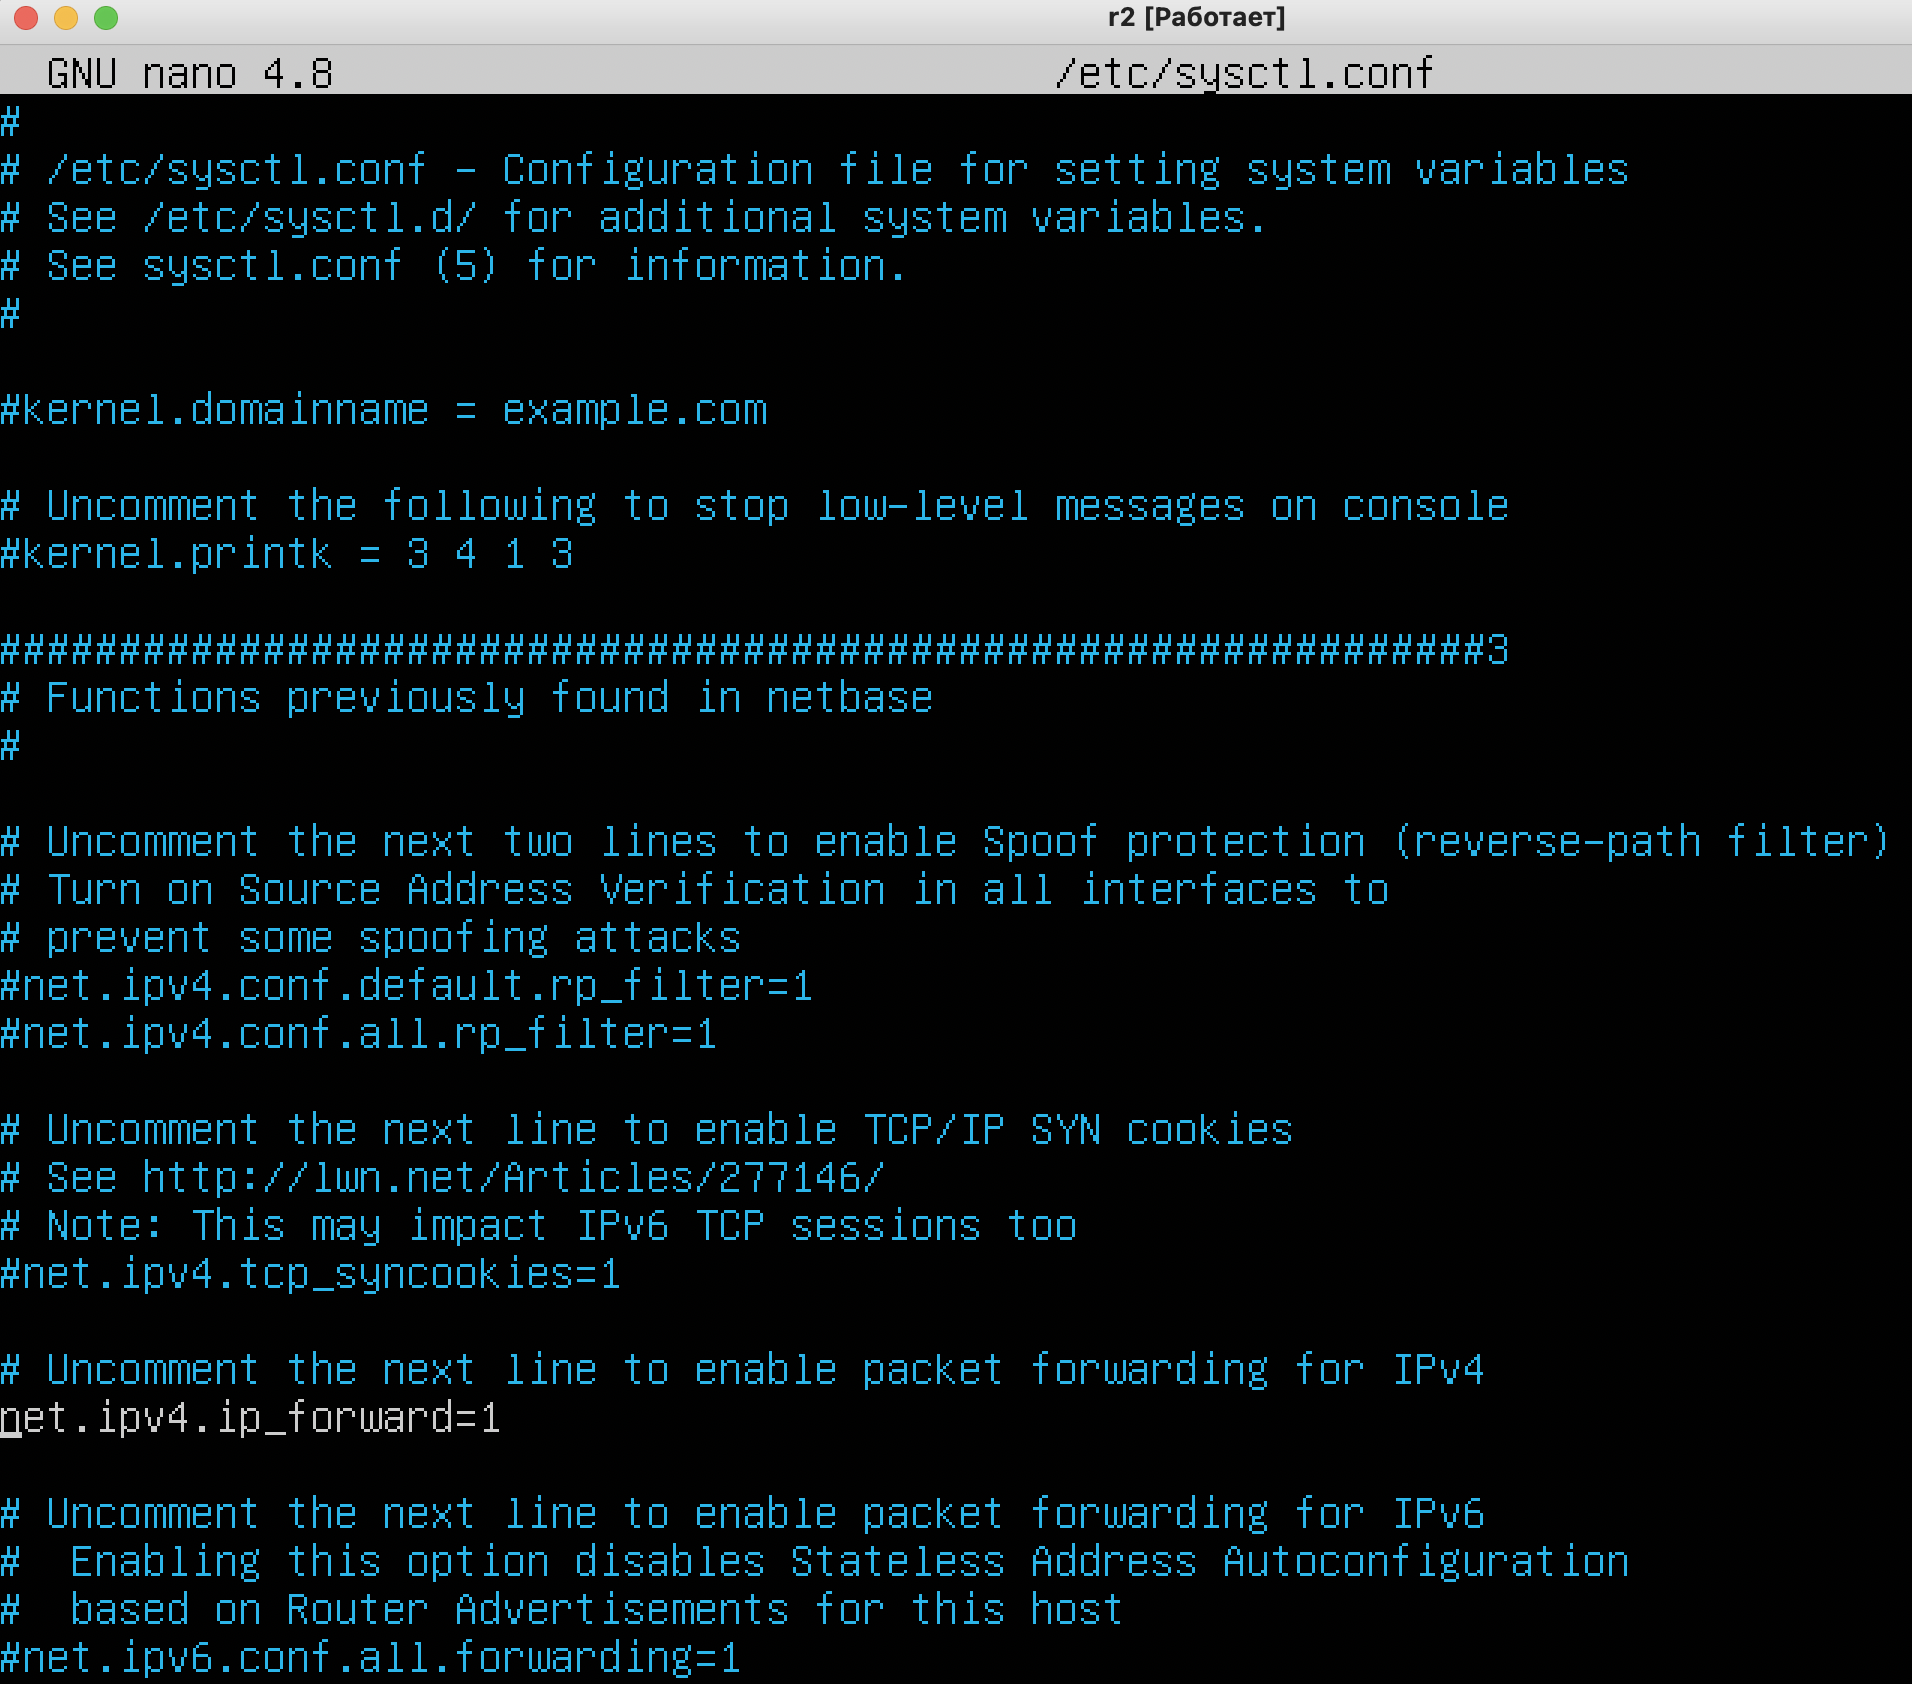 r2 [Работает]
GNU nano 4.8 /etc/sysctl.conf
#
# /etc/sysctl.conf - Configuration file for setting system variables
# See /etc/sysctl.d/ for additional system variables.
# See sysctl.conf (5) for information.
#
#kernel.domainname = example.com
# Uncomment the following to stop low-level messages on console
#kernel.printk = 3 4 1 3
##############################################################3
# Functions previously found in netbase
#
# Uncomment the next two lines to enable Spoof protection (reverse-path filter)
# Turn on Source Address Verification in all interfaces to
# prevent some spoofing attacks
#net.ipv4.conf.default.rp_filter=1
#net.ipv4.conf.all.rp_filter=1
# Uncomment the next line to enable TCP/IP SYN cookies
# See http://lwn.net/Articles/277146/
# Note: This may impact IPv6 TCP sessions too
#net.ipv4.tcp_syncookies=1
# Uncomment the next line to enable packet forwarding for IPv4
net.ipv4.ip_forward=1
# Uncomment the next line to enable packet forwarding for IPv6
#  Enabling this option disables Stateless Address Autoconfiguration
#  based on Router Advertisements for this host
#net.ipv6.conf.all.forwarding=1